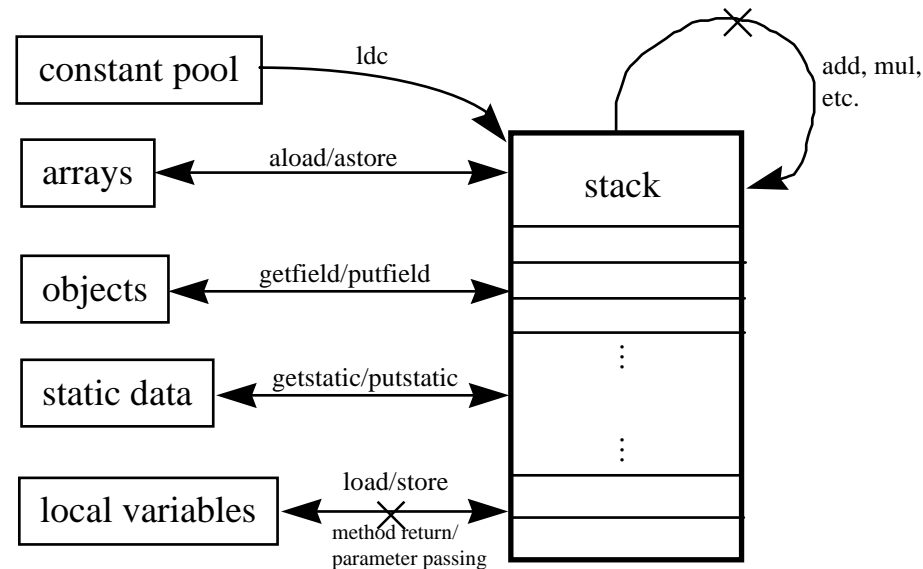 constant pool
ldc
add, mul,
etc.
arrays
aload/astore
stack
objects
getfield/putfield
static data
getstatic/putstatic
local variables
load/store
method return/
parameter passing